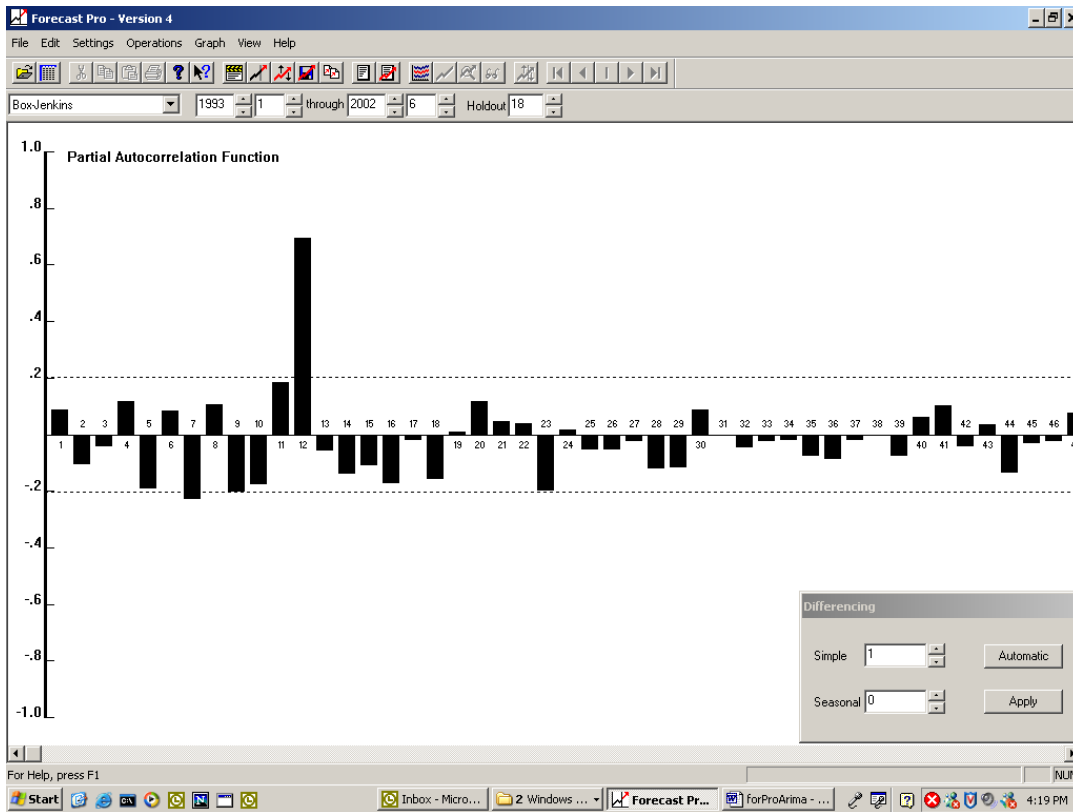 Forecast Pro - Version 4
File Edit Settings Operations Graph View Help
Box-Jenkins 1993 1 through 2002 6 Holdout 18
Partial Autocorrelation Function
1.0
.8
.6
.4
.2
-.2
-.4
-.6
-.8
-1.0
2 3 5 7 9 10 13 14 15 16 17 18 20 21 22 23 25 26 27 28 29 31 32 33 34 35 36 37 38 39 42 44 45 46
1 4 6 8 11 12 19 24 30 40 41 43
Differencing
Simple 1 Automatic
Seasonal 0 Apply
For Help, press F1
NUM
Start Inbox - Micro... 2 Windows ... Forecast Pr... forProArima - ... 4:19 PM